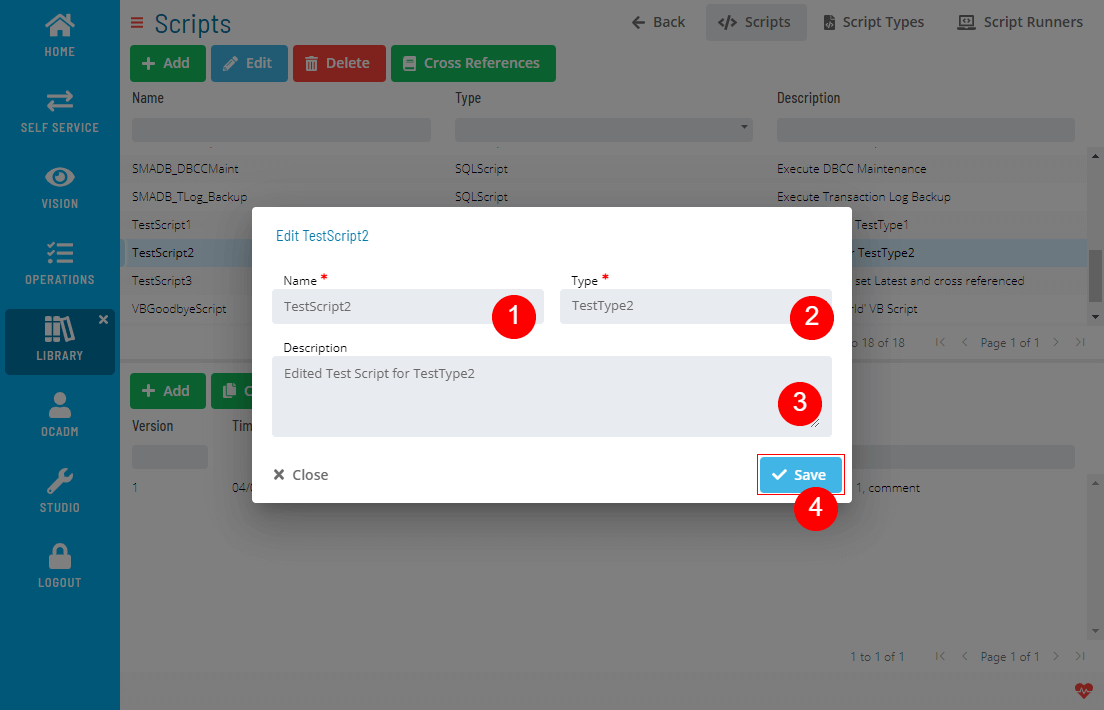 HOME
SELF SERVICE
VISION
OPERATIONS
LIBRARY
OCADM
STUDIO
LOGOUT
Scripts
Back
Scripts
Script Types
Script Runners
Add
Edit
Delete
Cross References
Name Type Description
SMADB_DBCCMaint SQLScript Execute DBCC Maintenance
SMADB_TLog_Backup SQLScript Execute Transaction Log Backup
TestScript1 TestType1
TestScript2 TestType2
TestScript3 set Latest and cross referenced
VBGoodbyeScript VB Script
18 of 18 Page 1 of 1
Edit TestScript2
Name * Type *
TestScript2 1 TestType2 2
Description
Edited Test Script for TestType2
3
Close Save
4
Add
Version
1 04/ 1, comment
1 to 1 of 1 Page 1 of 1